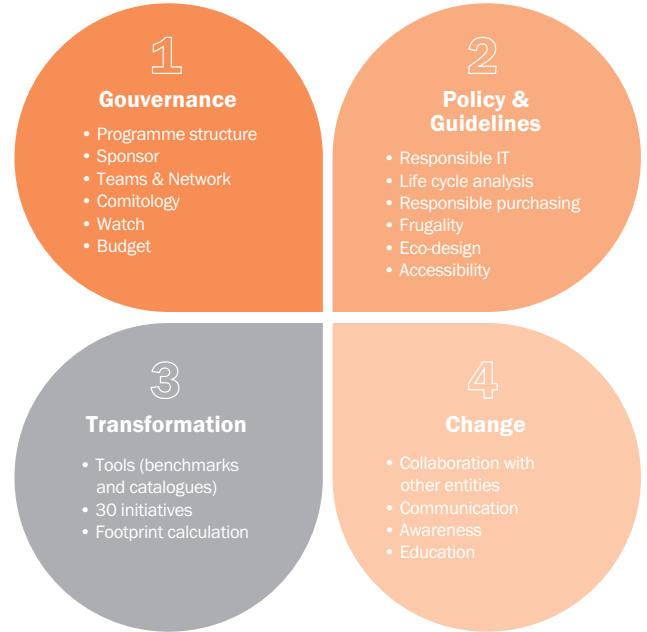 1
Gouvernance
• Programme structure
• Sponsor
• Teams & Network
• Comitology
• Watch
• Budget
2
Policy &
Guidelines
• Responsible IT
• Life cycle analysis
• Responsible purchasing
• Frugality
• Eco-design
• Accessibility
3
Transformation
• Tools (benchmarks
and catalogues)
• 30 initiatives
• Footprint calculation
4
Change
• Collaboration with
other entities
• Communication
• Awareness
• Education